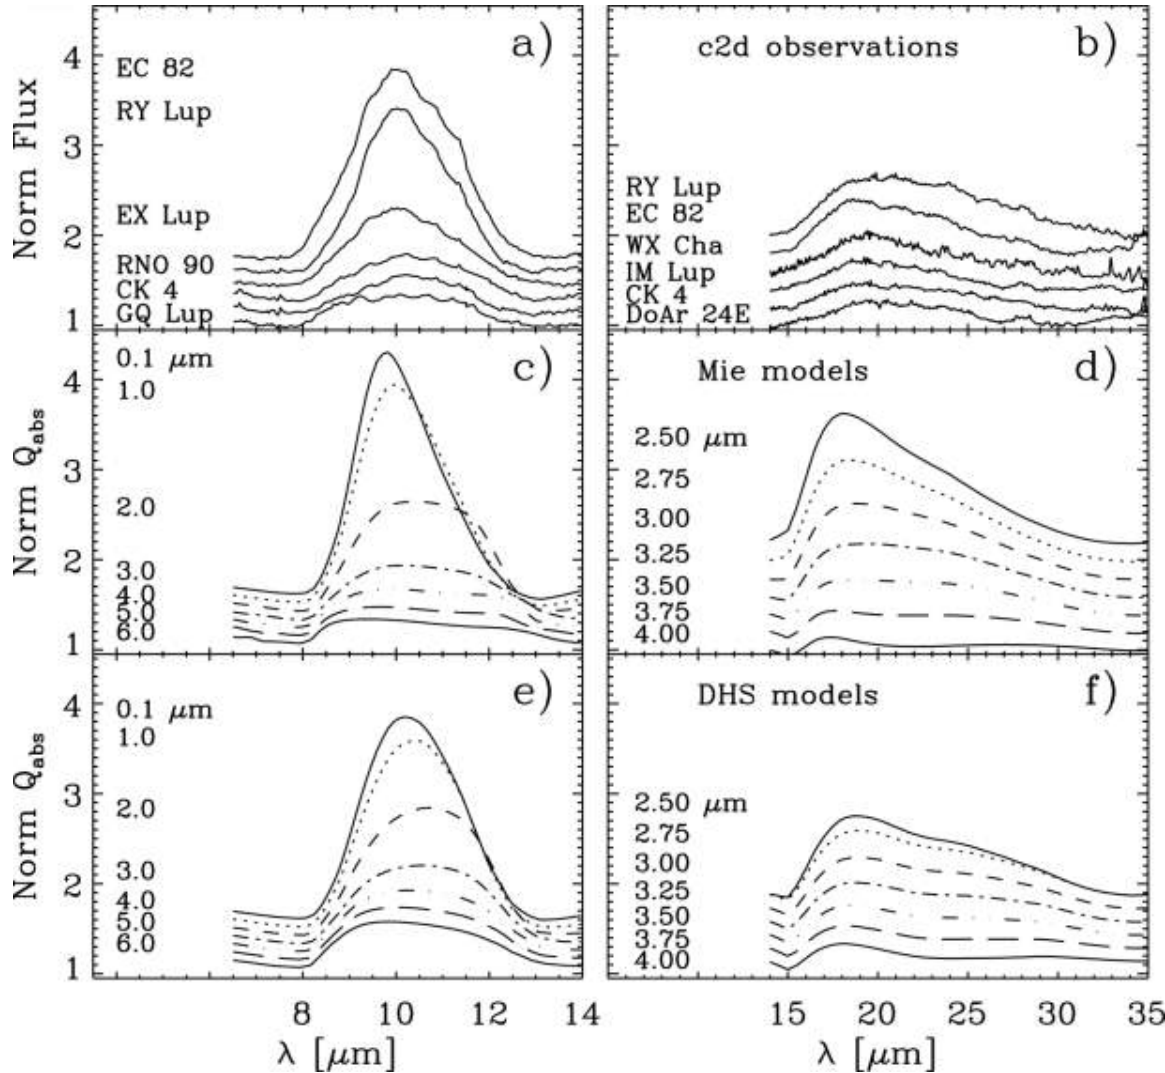 a)
b)
c2d observations
Norm Flux
4
3
2
1
EC 82
RY Lup
EX Lup
RNO 90
CK 4
GQ Lup
RY Lup
EC 82
WX Cha
IM Lup
CK 4
DoAr 24E
c)
d)
Mie models
Norm Qabs
4
3
2
1
0.1 μm
1.0
2.0
3.0
4.0
5.0
6.0
2.50 μm
2.75
3.00
3.25
3.50
3.75
4.00
e)
f)
DHS models
Norm Qabs
4
3
2
1
0.1 μm
1.0
2.0
3.0
4.0
5.0
6.0
2.50 μm
2.75
3.00
3.25
3.50
3.75
4.00
8 10 12 14
15 20 25 30 35
λ [μm]
λ [μm]